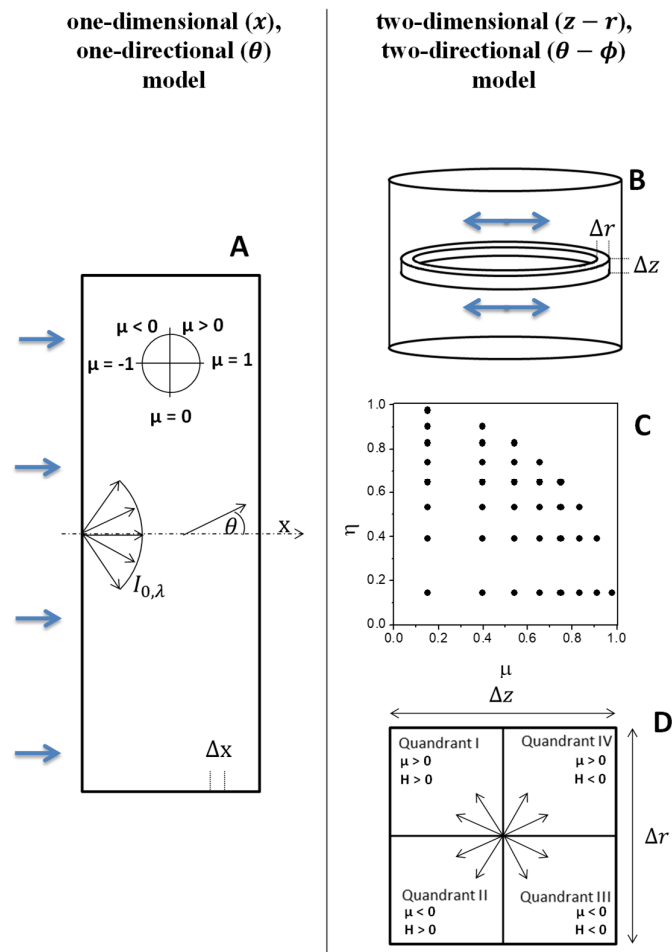 one-dimensional (x),
one-directional (θ)
model
two-dimensional (z − r),
two-directional (θ − ϕ)
model
A
μ < 0 μ > 0
μ = -1 μ = 1
μ = 0
x
θ
I0,λ
Δx
B
Δr
Δz
C
1.0
0.8
0.6
0.4
0.2
0.0
η
0.0 0.2 0.4 0.6 0.8 1.0
μ
Δz
D
Quandrant I
μ > 0
H > 0
Quandrant IV
μ > 0
H < 0
Δr
Quandrant II
μ < 0
H > 0
Quandrant III
μ < 0
H < 0